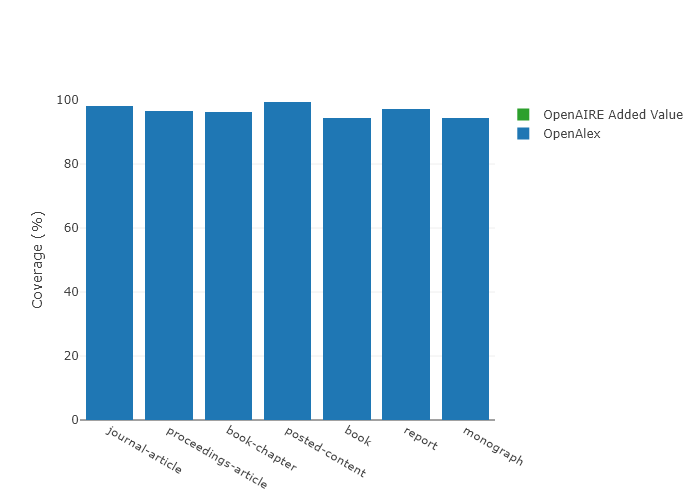 100
80
60
40
20
0
Coverage (%)
journal-article
proceedings-article
book-chapter
posted-content
book
report
monograph
OpenAIRE Added Value
OpenAlex